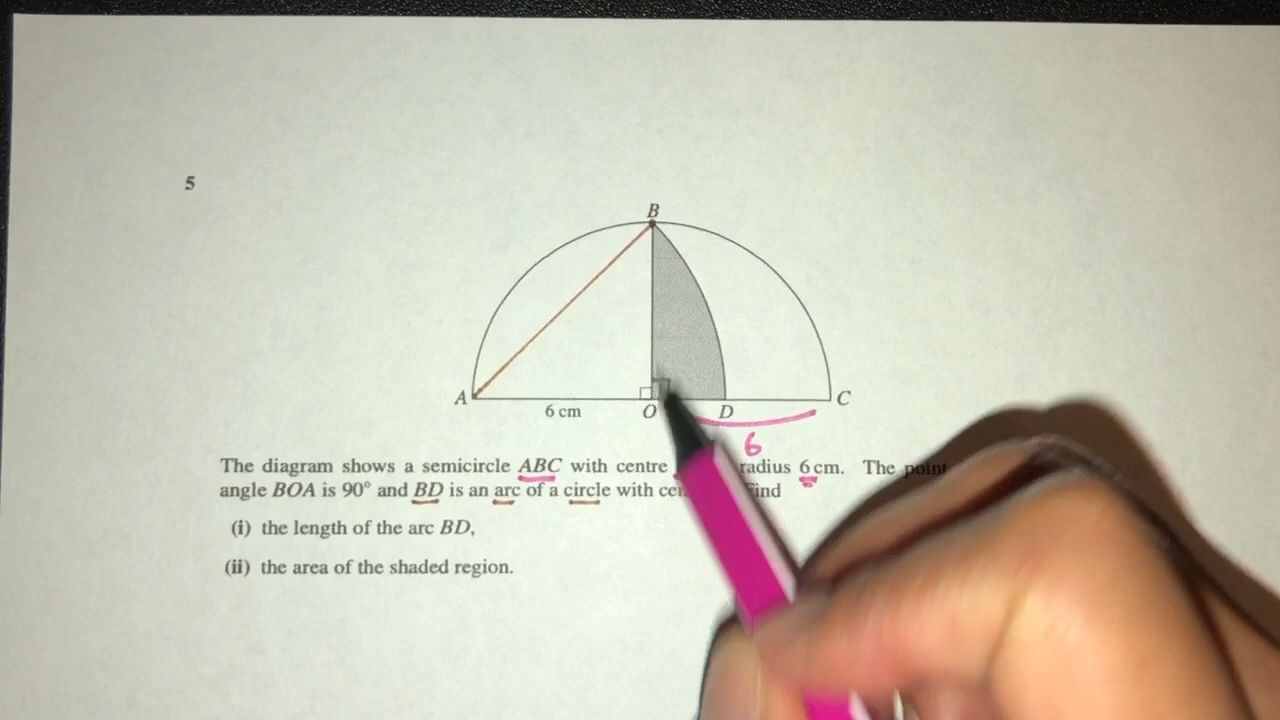 5
B
A
6 cm
O
D
C
6
The diagram shows a semicircle ABC with centre radius 6 cm. The point
angle BOA is 90° and BD is an arc of a circle with Find
(i) the length of the arc BD,
(ii) the area of the shaded region.